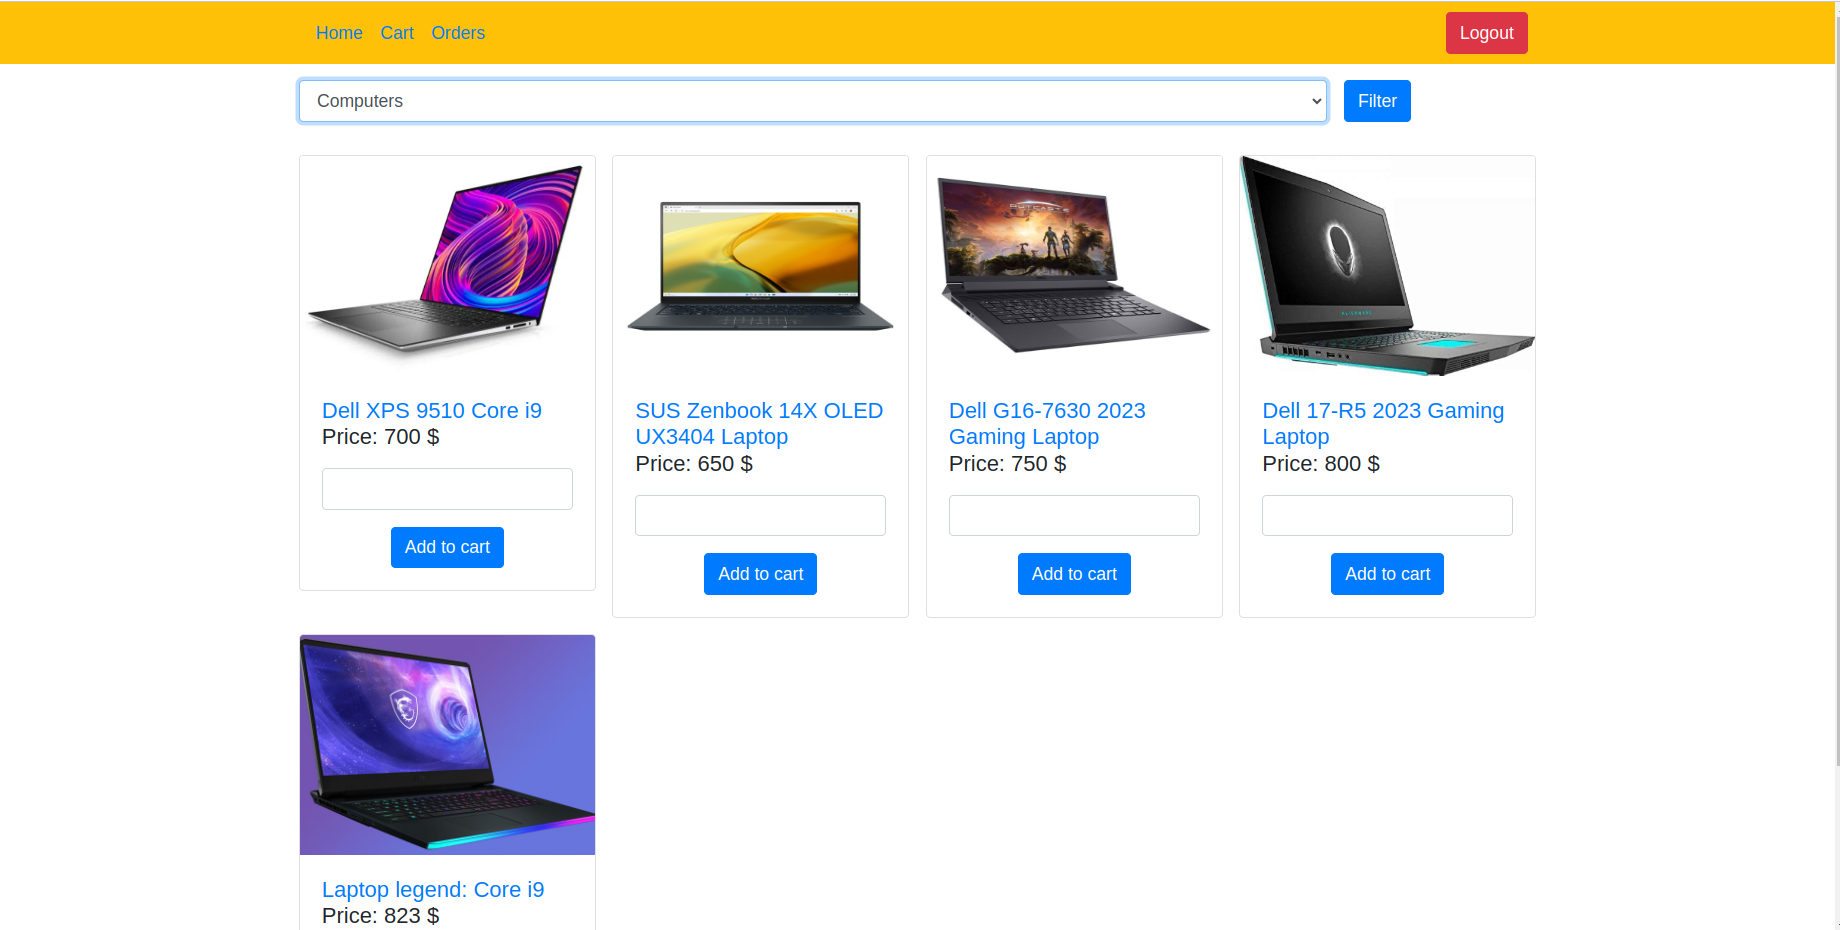 Home Cart Orders Logout
Computers Filter
OUTCASTS
ALIENWARE
Dell XPS 9510 Core i9
Price: 700 $
Add to cart
SUS Zenbook 14X OLED
UX3404 Laptop
Price: 650 $
Add to cart
Dell G16-7630 2023
Gaming Laptop
Price: 750 $
Add to cart
Dell 17-R5 2023 Gaming
Laptop
Price: 800 $
Add to cart
Laptop legend: Core i9
Price: 823 $